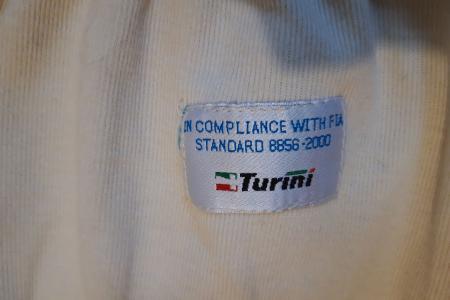 IN COMPLIANCE WITH FIA
STANDARD 8856-2000
Turini